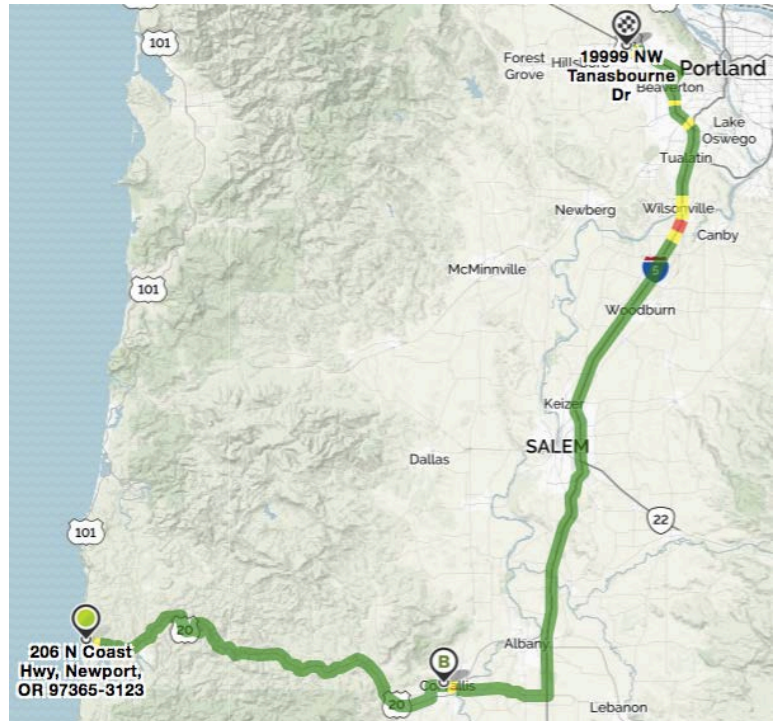 101
19999 NW
Tanasbourne
Dr
Forest
Grove
Portland
Beaverton
Lake
Oswego
Tualatin
Newberg
Wilsonville
Canby
McMinnville
101
5
Woodburn
Keizer
SALEM
Dallas
22
101
20
206 N Coast
Hwy, Newport,
OR 97365-3123
Albany
B
20
Lebanon